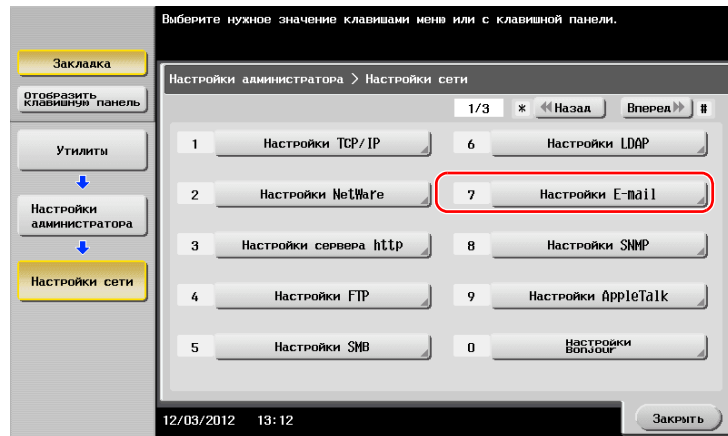 Выберите нужное значение клавишами меню или с клавишной панели.
Закладка
Отобразить
клавишную панель
Утилиты
Настройки
администратора
Настройки сети
Настройки администратора > Настройки сети
1/3 * Назад Вперед #
1 Настройки TCP/IP
6 Настройки LDAP
2 Настройки NetWare
7 Настройки E-mail
3 Настройки сервера http
8 Настройки SNMP
4 Настройки FTP
9 Настройки AppleTalk
5 Настройки SMB
0 Настройки
Bonjour
12/03/2012 13:12
Закрыть